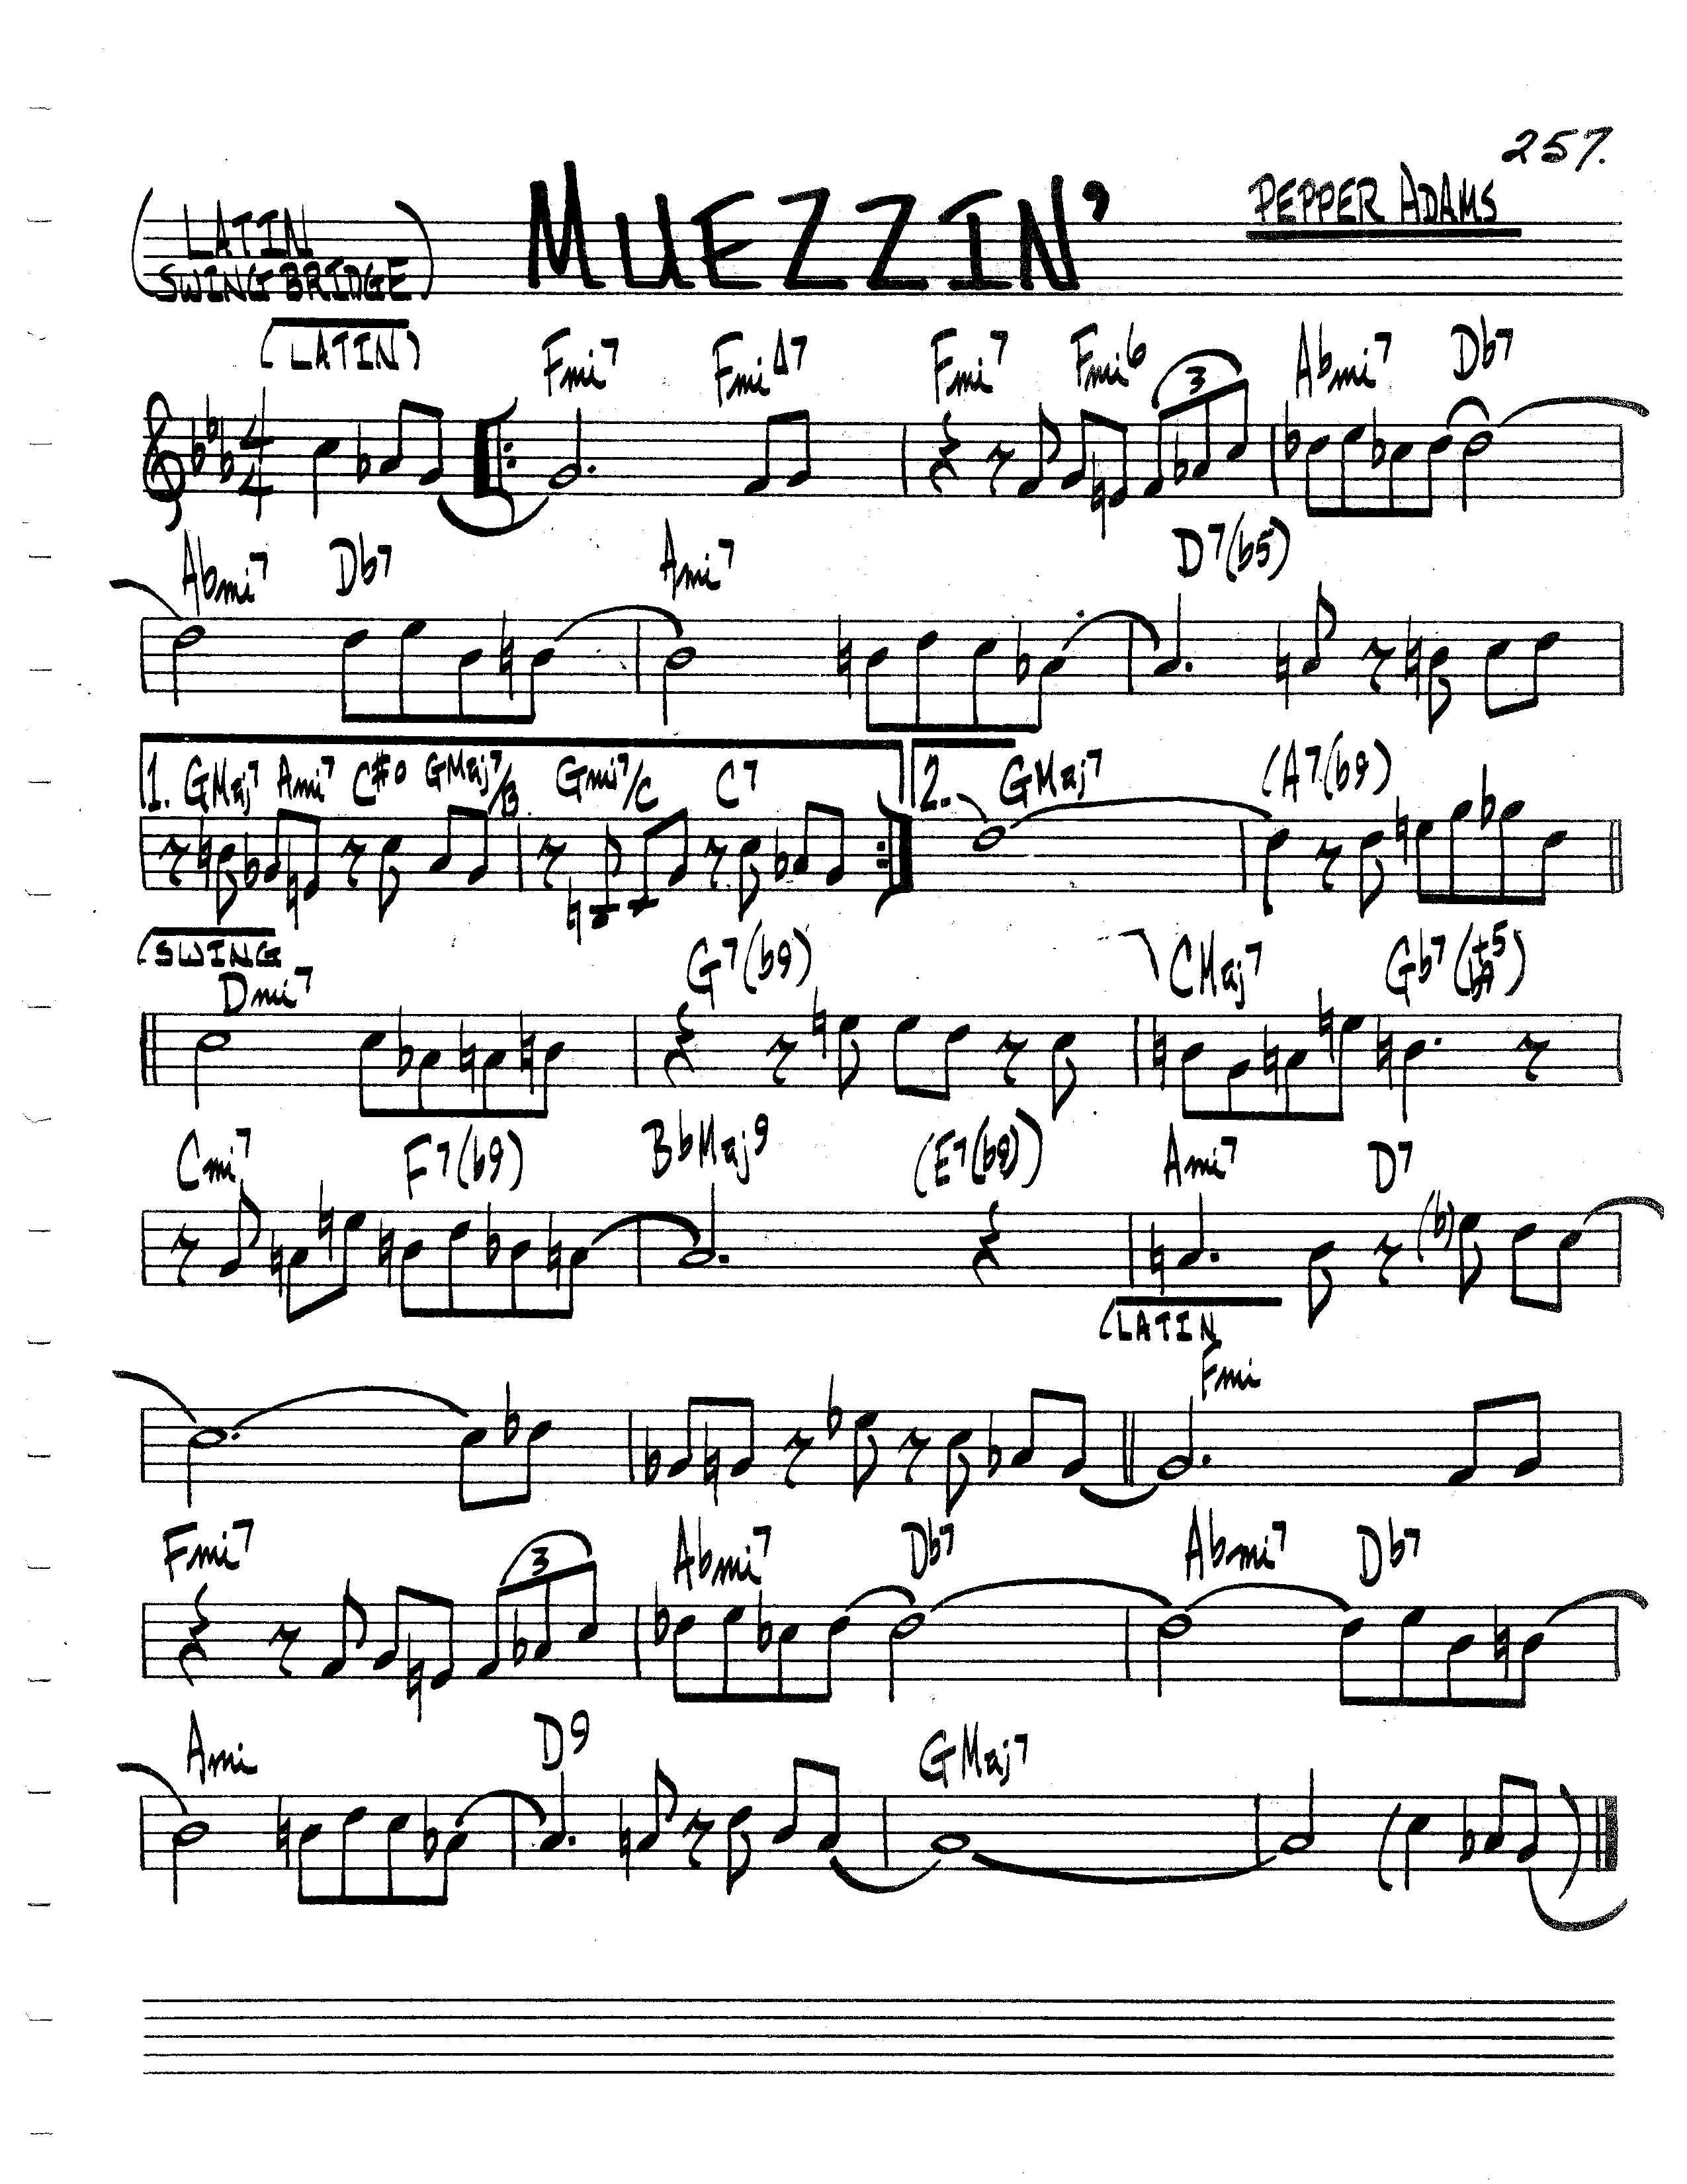 257.
(LATIN
SWING BRIDGE)
MUEZZIN'
PEPPER ADAMS
(LATIN)
Fmi7 FmiΔ7 Fmi7 Fmi6 3 Abmi7 Db7
4
4
Abmi7 Db7 Ami7 D7(b5)
1. GMaj7 Ami7 C#o GMaj7/B Gmi7/C C7 2. GMaj7 (A7(b9)
(SWING
Dmi7 G7(b9) CMaj7 Gb7
Cmi7 F7(b9) BbMaj9 (E7(b9)) Ami7 D7
(b)
(LATIN
Fmi
Fmi7 3 Abmi7 Db7 Abmi7 Db7
Ami D9 GMaj7